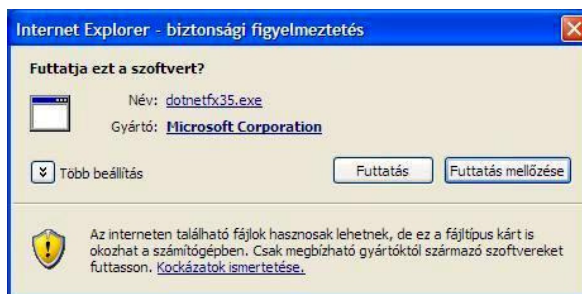 Internet Explorer - biztonsági figyelmeztetés
Futtatja ezt a szoftvert?
Név: dotnetfx35.exe
Gyártó: Microsoft Corporation
Több beállítás
Futtatás
Futtatás mellőzése
Az interneten található fájlok hasznosak lehetnek, de ez a fájltípus kárt is
okozhat a számítógépben. Csak megbízható gyártóktól származó szoftvereket
futtasson. Kockázatok ismertetése.